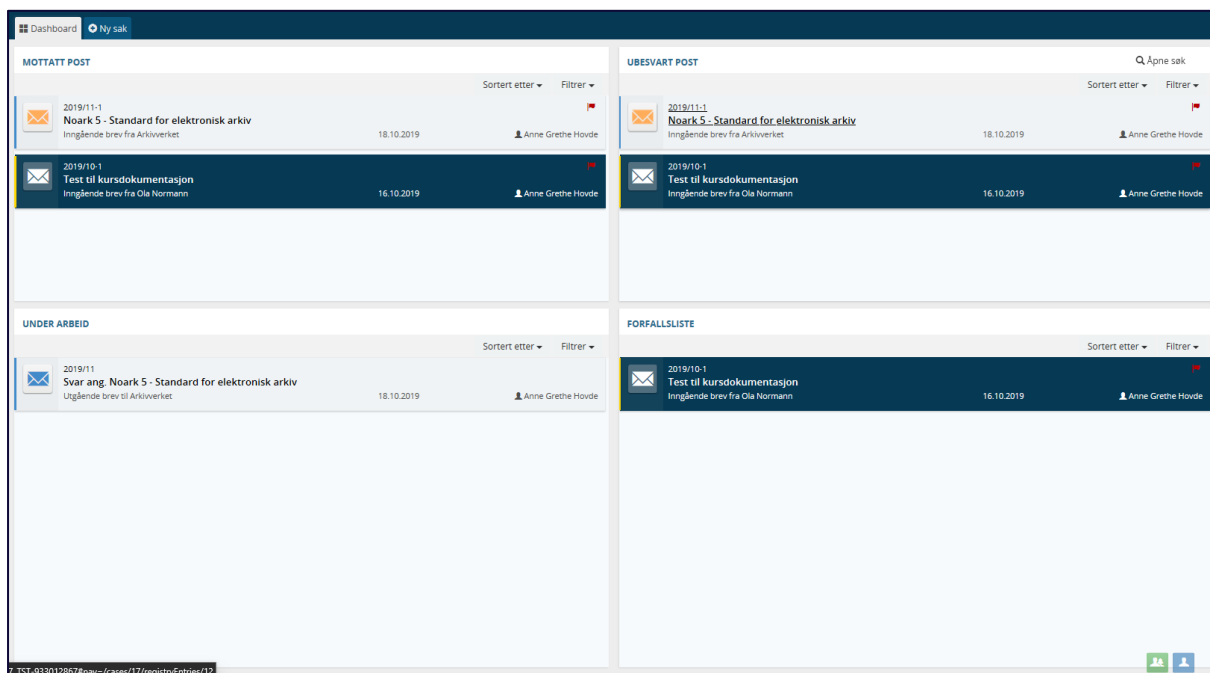 Dashboard Ny sak
MOTTATT POST
Sortert etter Filtrer
2019/11-1
Noark 5 - Standard for elektronisk arkiv
Inngående brev fra Arkivverket 18.10.2019 Anne Grethe Hovde
2019/10-1
Test til kursdokumentasjon
Inngående brev fra Ola Normann 16.10.2019 Anne Grethe Hovde
UBESVART POST Åpne søk
Sortert etter Filtrer
2019/11-1
Noark 5 - Standard for elektronisk arkiv
Inngående brev fra Arkivverket 18.10.2019 Anne Grethe Hovde
2019/10-1
Test til kursdokumentasjon
Inngående brev fra Ola Normann 16.10.2019 Anne Grethe Hovde
UNDER ARBEID
Sortert etter Filtrer
2019/11
Svar ang. Noark 5 - Standard for elektronisk arkiv
Utgående brev til Arkivverket 18.10.2019 Anne Grethe Hovde
FORFALLSLISTE
Sortert etter Filtrer
2019/10-1
Test til kursdokumentasjon
Inngående brev fra Ola Normann 16.10.2019 Anne Grethe Hovde
7_TST-933012867#nav=/cases/17/registryEntries/12